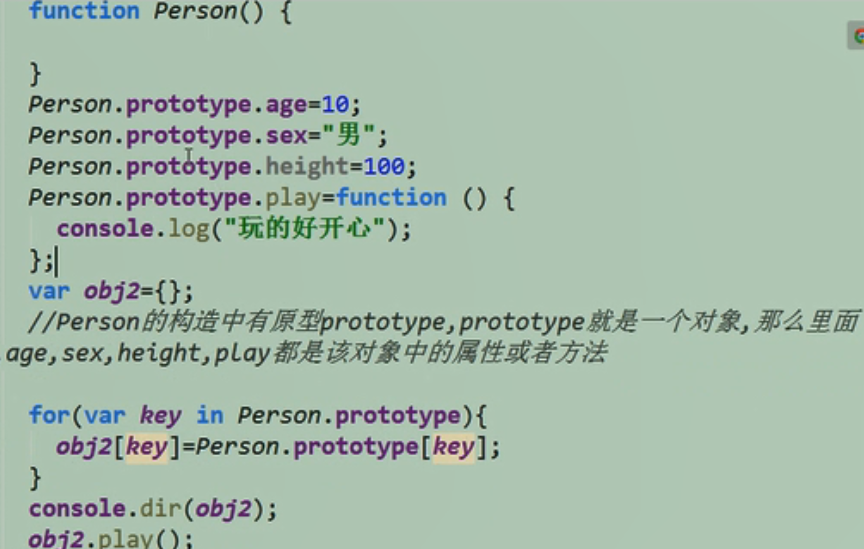 function Person() {
}
Person.prototype.age=10;
Person.prototype.sex="男";
Person.prototype.height=100;
Person.prototype.play=function () {
console.log("玩的好开心");
};
var obj2={};
//Person的构造中有原型prototype,prototype就是一个对象,那么里面
age,sex,height,play都是该对象中的属性或者方法
for(var key in Person.prototype){
obj2[key]=Person.prototype[key];
}
console.dir(obj2);
obj2.play();